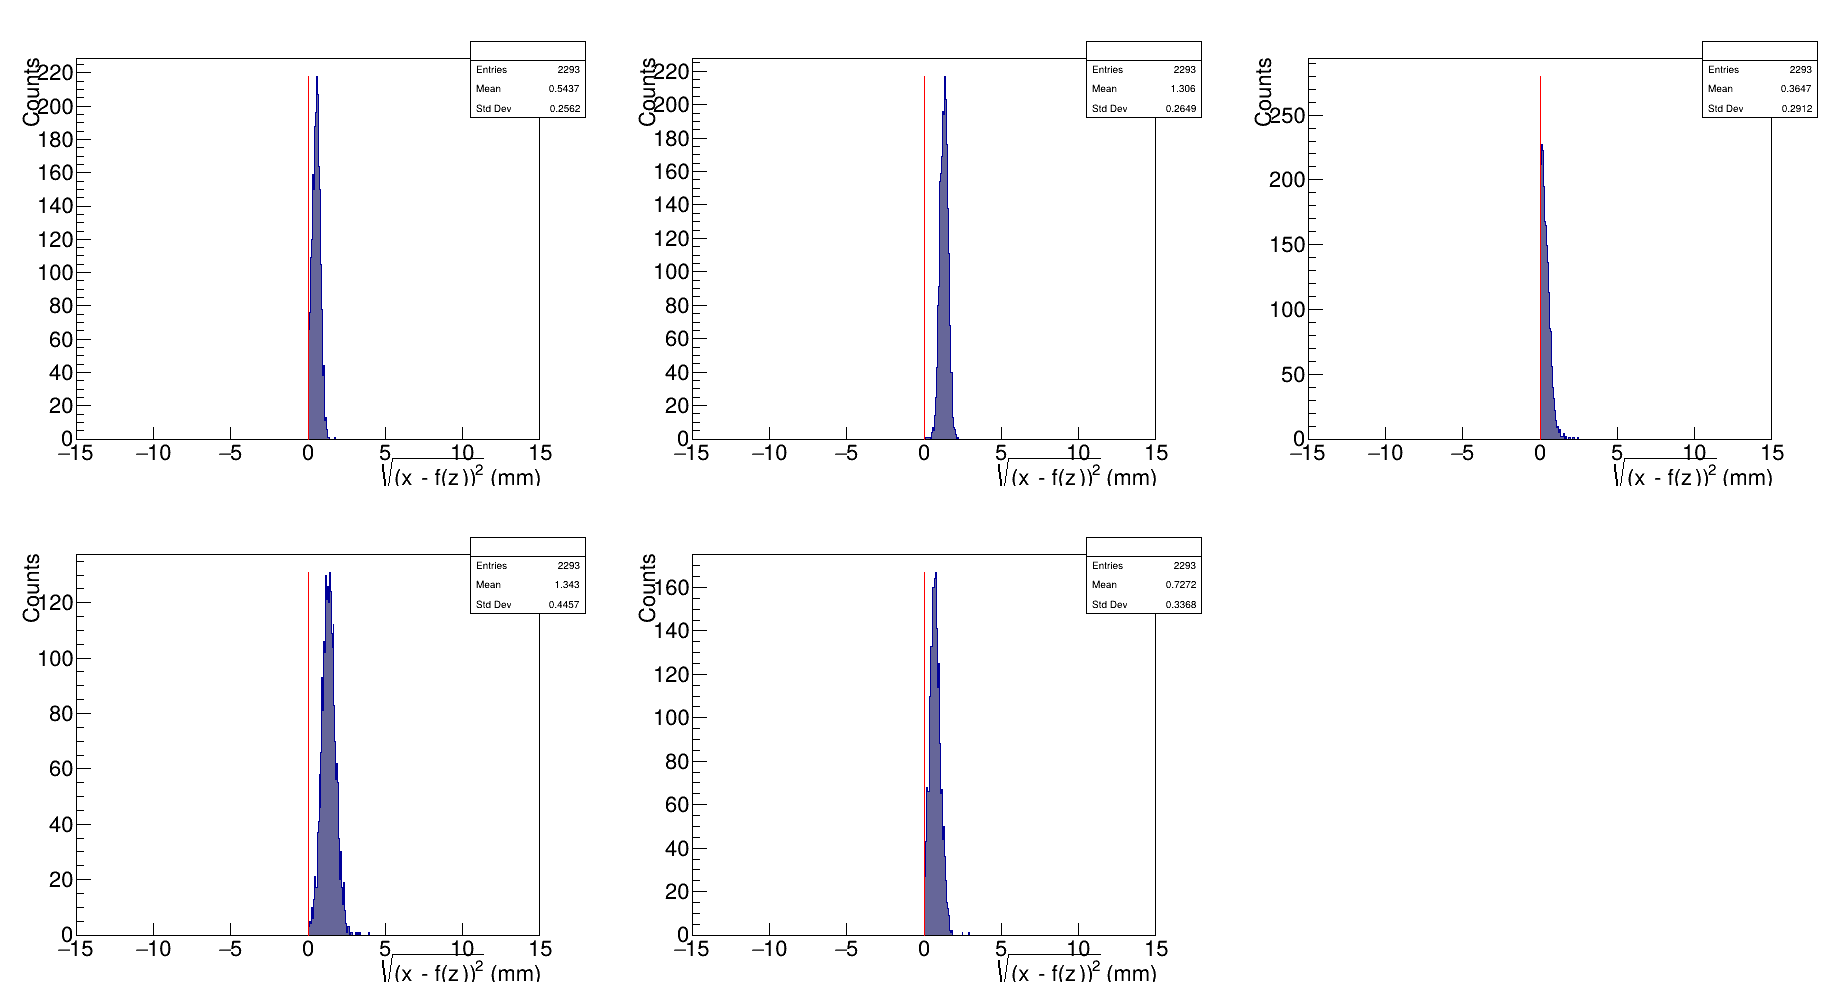 Counts
Entries 2293
Mean 0.5437
Std Dev 0.2562
220
200
180
160
140
120
100
80
60
40
20
0
−15 −10 −5 0 5 10 15
√(x - f(z))² (mm)
Counts
Entries 2293
Mean 1.306
Std Dev 0.2649
220
200
180
160
140
120
100
80
60
40
20
0
−15 −10 −5 0 5 10 15
√(x - f(z))² (mm)
Counts
Entries 2293
Mean 0.3647
Std Dev 0.2912
250
200
150
100
50
0
−15 −10 −5 0 5 10 15
√(x - f(z))² (mm)
Counts
Entries 2293
Mean 1.343
Std Dev 0.4457
120
100
80
60
40
20
0
−15 −10 −5 0 5 10 15
√(x - f(z))² (mm)
Counts
Entries 2293
Mean 0.7272
Std Dev 0.3368
160
140
120
100
80
60
40
20
0
−15 −10 −5 0 5 10 15
√(x - f(z))² (mm)